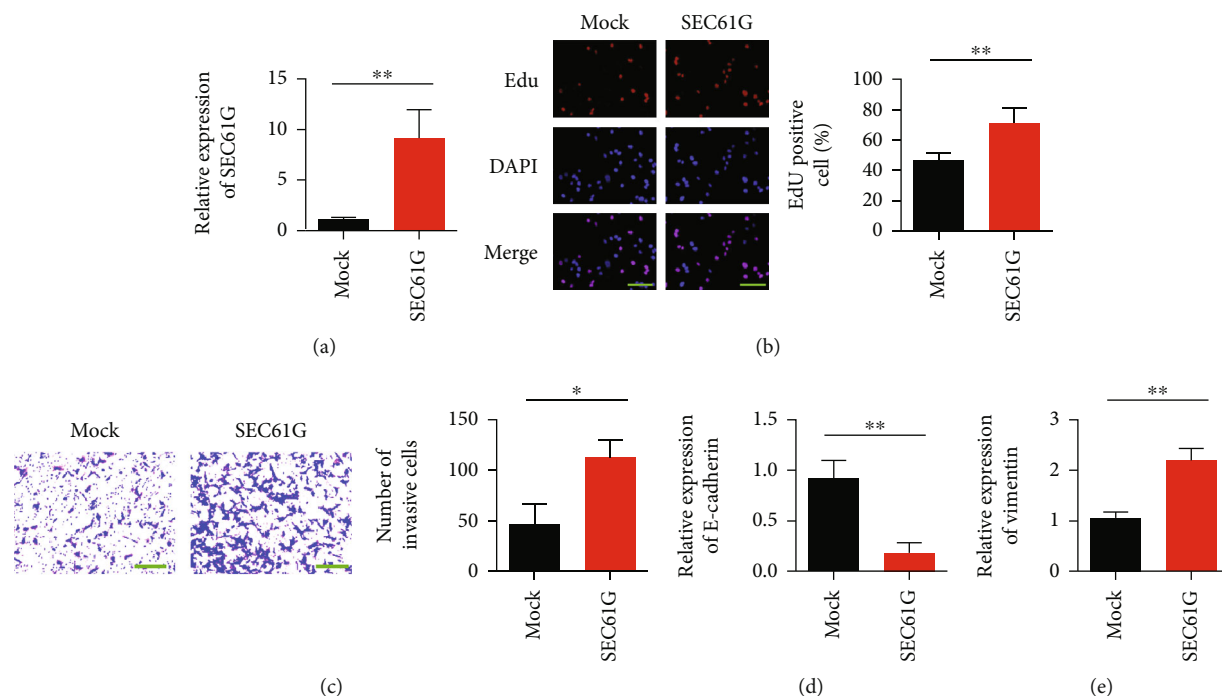 Relative expression
of SEC61G
15
10
5
0
**
Mock
SEC61G
(a)
Mock
SEC61G
Edu
DAPI
Merge
EdU positive
cell (%)
100
80
60
40
20
0
**
Mock
SEC61G
(b)
Mock
SEC61G
Number of
invasive cells
150
100
50
0
*
Mock
SEC61G
(c)
Relative expression
of E-cadherin
1.5
1.0
0.5
0.0
**
Mock
SEC61G
(d)
Relative expression
of vimentin
3
2
1
0
**
Mock
SEC61G
(e)